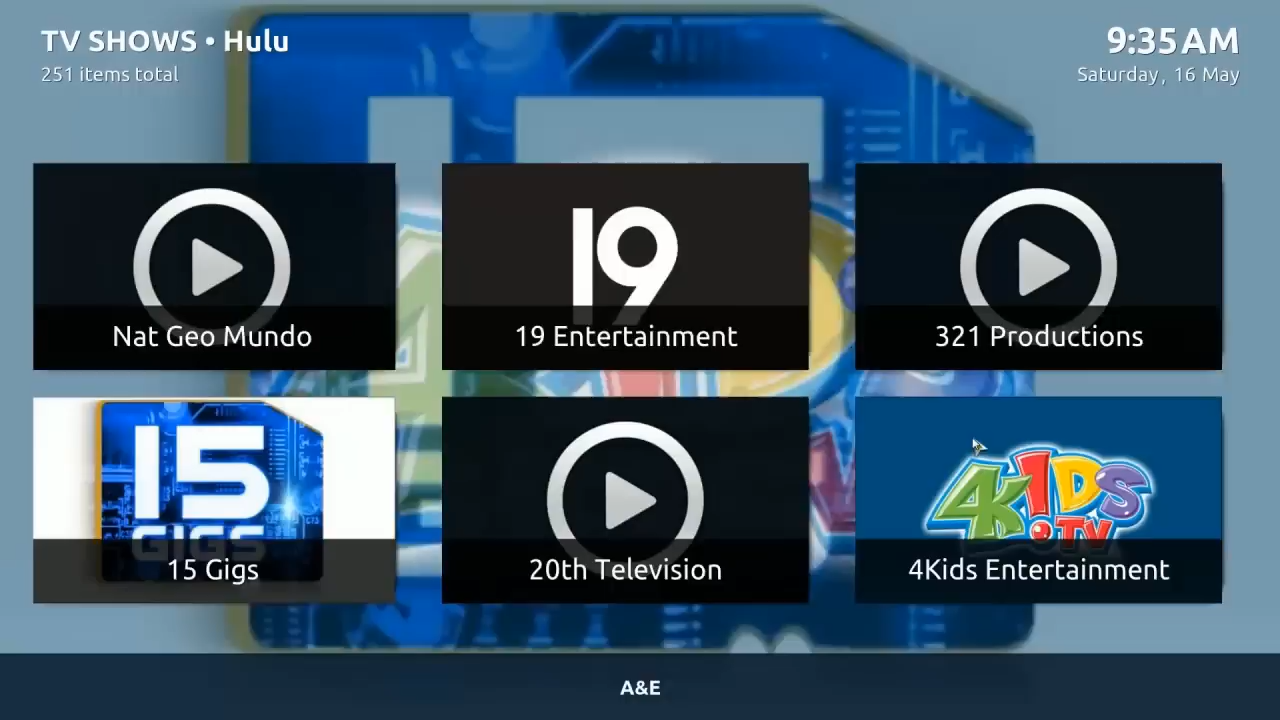 TV SHOWS • Hulu
251 items total
9:35 AM
Saturday, 16 May
Nat Geo Mundo
19
19 Entertainment
321 Productions
15
GIGS
15 Gigs
20th Television
4KIDS
TV
4Kids Entertainment
A&E